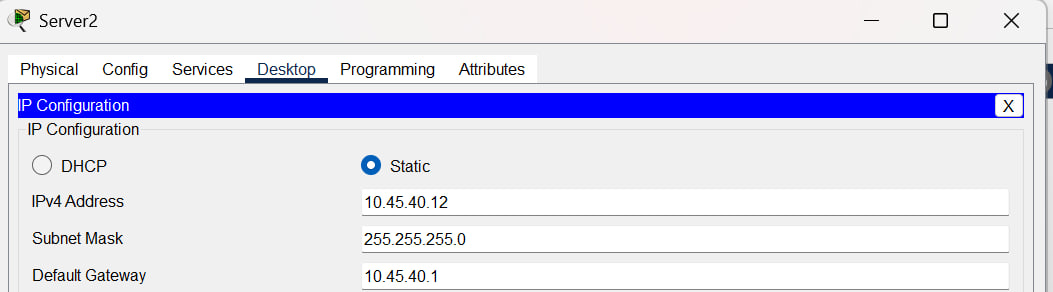 Server2
Physical Config Services Desktop Programming Attributes
IP Configuration X
IP Configuration
DHCP Static
IPv4 Address 10.45.40.12
Subnet Mask 255.255.255.0
Default Gateway 10.45.40.1